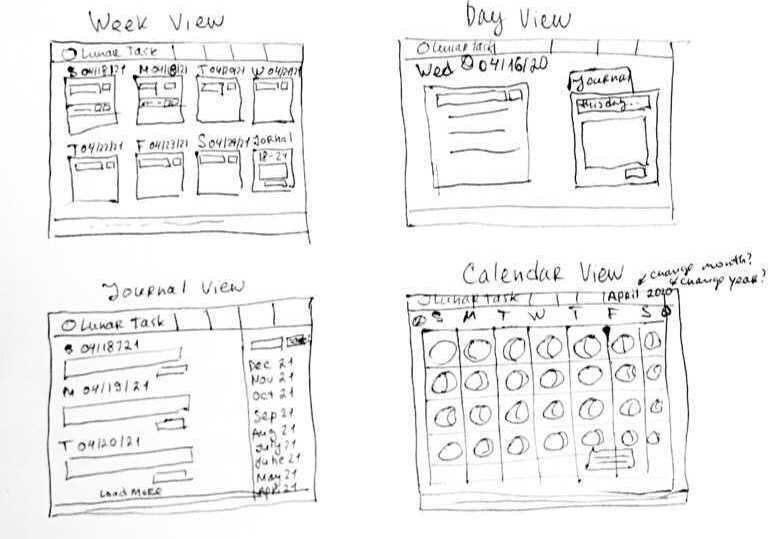 Week View
Lunar Task
S 04/18/21 M 04/18/21 T 04/20/21 W 04/21/21
T 04/22/21 F 04/23/21 S 04/24/21 Jornal
18-24
Day View
Lunar Task
Wed 04/16/20
Journal
this day...
Journal View
Lunar Task
S 04/18/21
M 04/19/21
T 04/20/21
Load More
Dec 21
Nov 21
Oct 21
Sep 21
Aug 21
July 21
June 21
May 21
Apr. 21
Calendar View
change month?
change year?
Lunar Task
April 2020
S M T W T F S